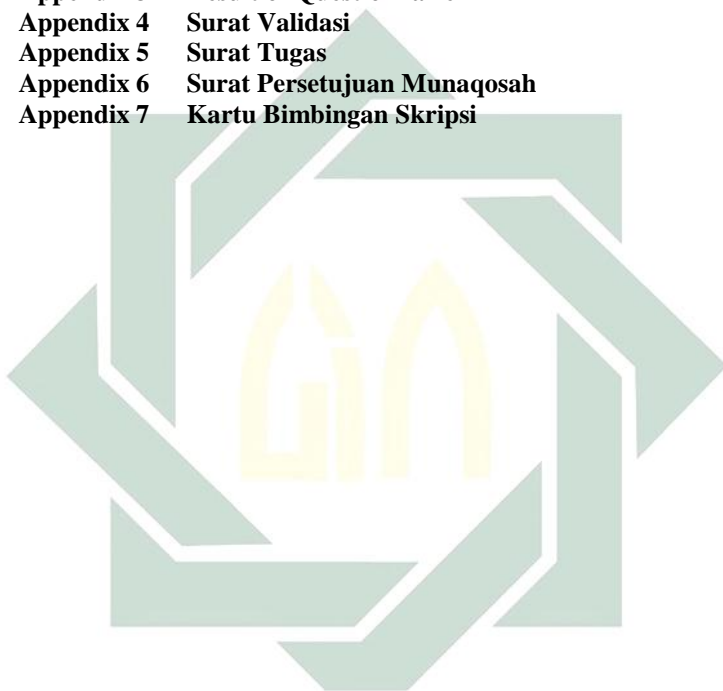 Appendix 4 Surat Validasi
Appendix 5 Surat Tugas
Appendix 6 Surat Persetujuan Munaqosah
Appendix 7 Kartu Bimbingan Skripsi